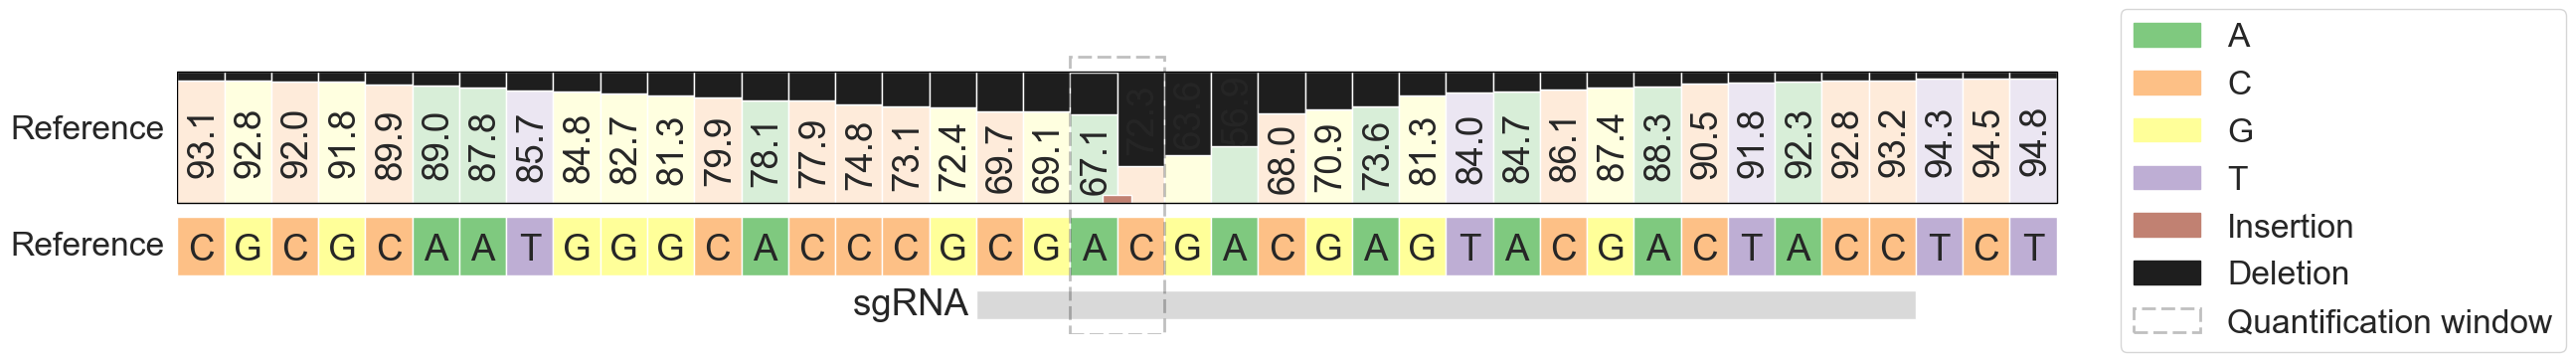 Reference 93.1 92.8 92.0 91.8 89.9 89.0 87.8 85.7 84.8 82.7 81.3 79.9 78.1 77.9 74.8 73.1 72.4 69.7 69.1 67.1 72.3 63.6 56.9 68.0 70.9 73.6 81.3 84.0 84.7 86.1 87.4 88.3 90.5 91.8 92.3 92.8 93.2 94.3 94.5 94.8
Reference C G C G C A A T G G G C A C C C G C G A C G A C G A G T A C G A C T A C C T C T
sgRNA
A
C
G
T
Insertion
Deletion
Quantification window